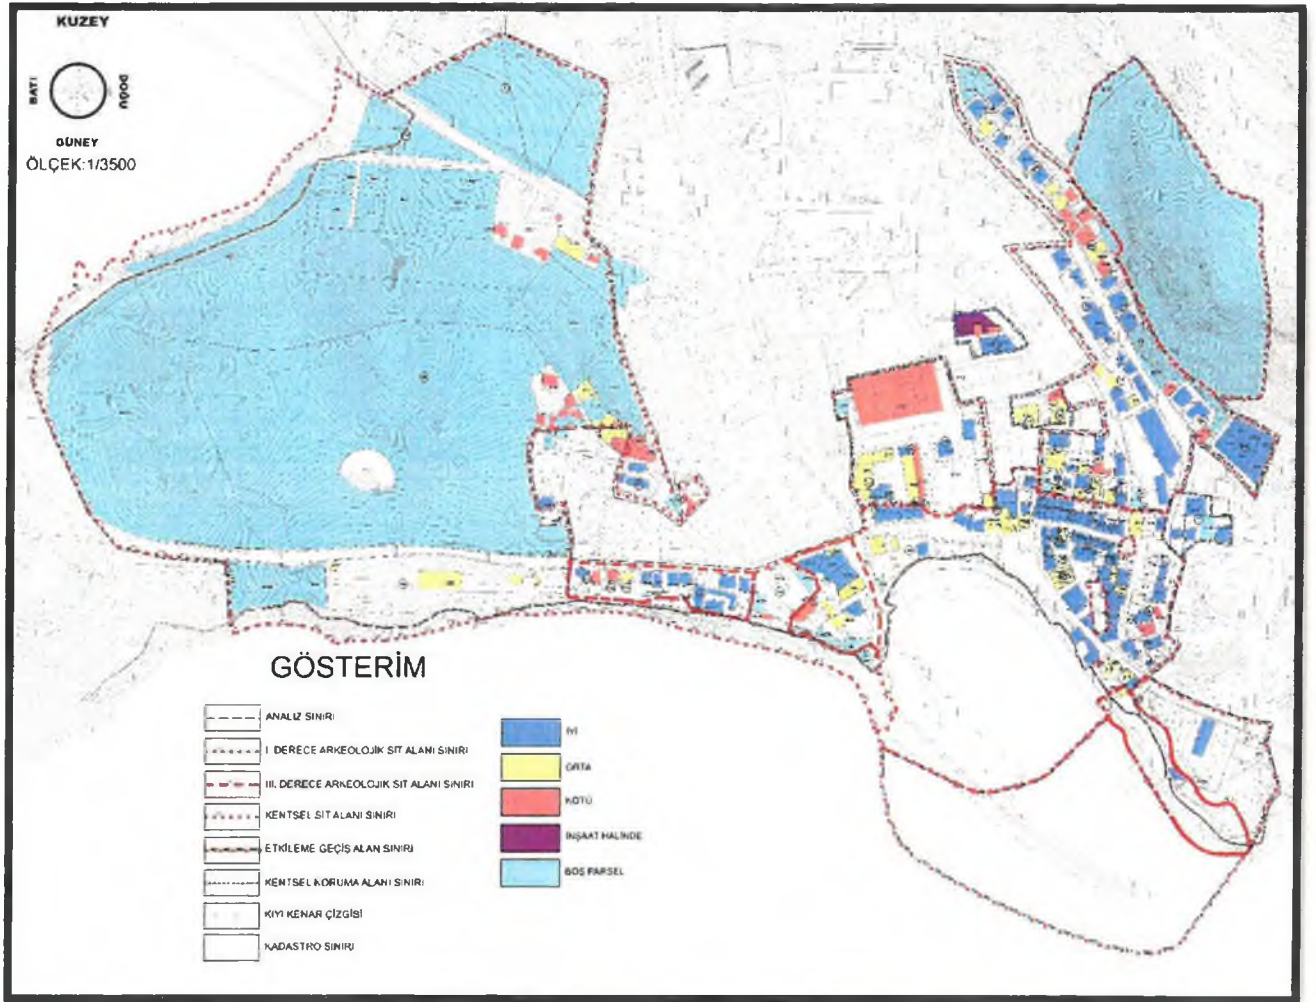 KUZEY
BATI
DOĞU
GÜNEY
ÖLÇEK:1/3500
GÖSTERİM
ANALİZ SINIRI
I. DERECE ARKEOLOJİK SİT ALANI SINIRI
III. DERECE ARKEOLOJİK SİT ALANI SINIRI
KENTSEL SİT ALANI SINIRI
ETKİLEME GEÇİŞ ALAN SINIRI
KENTSEL KORUMA ALANI SINIRI
KIYI KENAR ÇİZGİSİ
KADASTRO SINIRI
İYİ
ORTA
KÖTÜ
İNŞAAT HALİNDE
BOŞ PARSEL